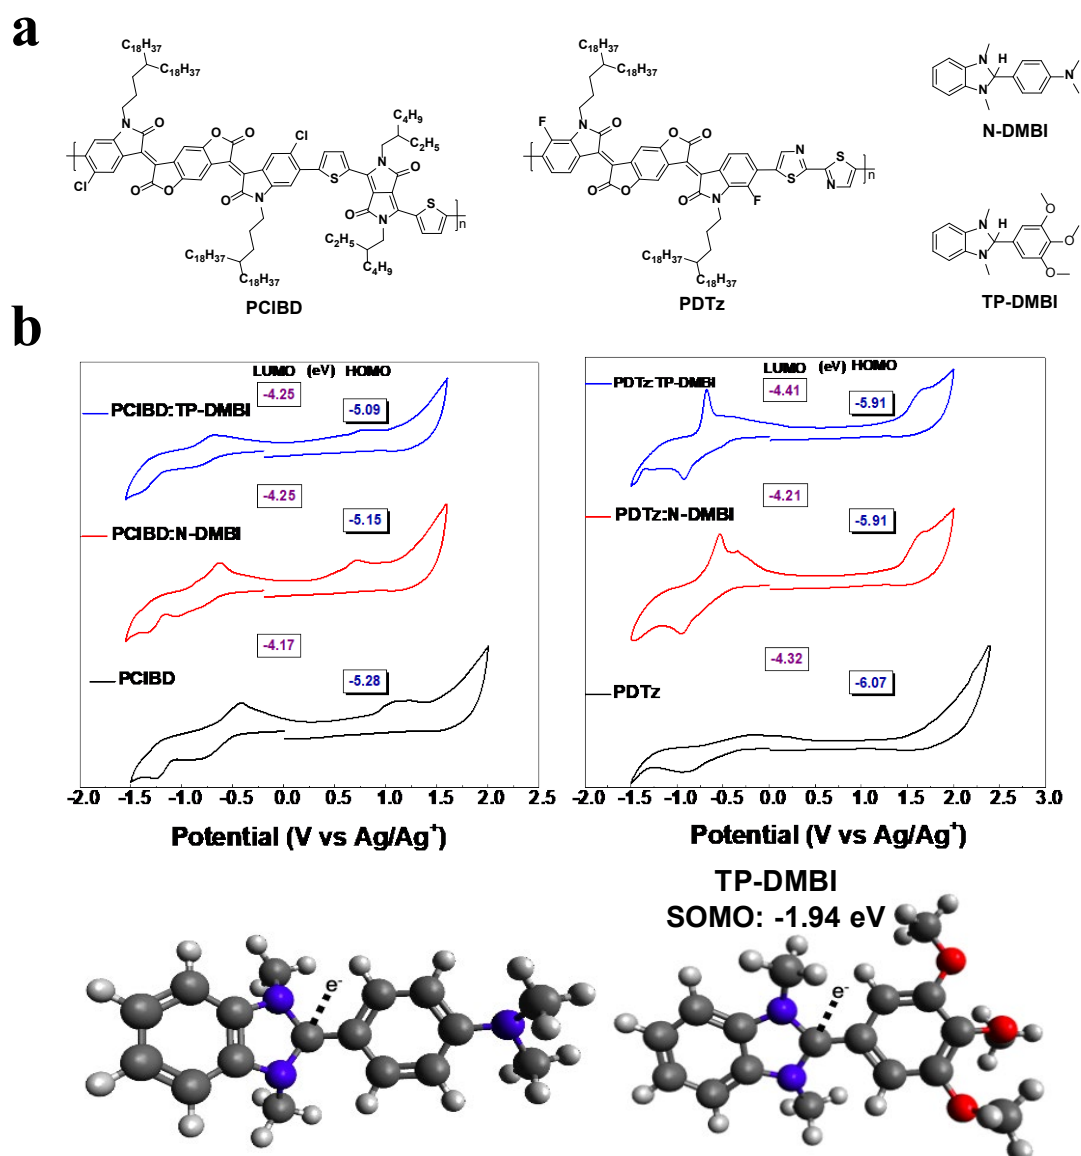 a
C18H37
C18H37
N
O
O
O
Cl
Cl
O
O
O
N
S
C4H9
C2H5
N
O
O
N
S
n
C2H5
C4H9
C18H37
C18H37
PCIBD
C18H37
C18H37
F
N
O
O
O
O
O
O
N
F
N
S
S
N
n
C18H37
C18H37
PDTz
N
H
N
N
N-DMBI
N
H
N
O
O
O
TP-DMBI
b
LUMO (eV) HOMO
-4.25
-5.09
PCIBD:TP-DMBI
-4.25
-5.15
PCIBD:N-DMBI
-4.17
-5.28
PCIBD
-2.0 -1.5 -1.0 -0.5 0.0 0.5 1.0 1.5 2.0 2.5
Potential (V vs Ag/Ag+)
LUMO (eV) HOMO
PDTz:TP-DMBI
-4.41
-5.91
-4.21
-5.91
PDTz:N-DMBI
-4.32
-6.07
PDTz
-2.0 -1.5 -1.0 -0.5 0.0 0.5 1.0 1.5 2.0 2.5 3.0
Potential (V vs Ag/Ag+)
TP-DMBI
SOMO: -1.94 eV
e-
e-